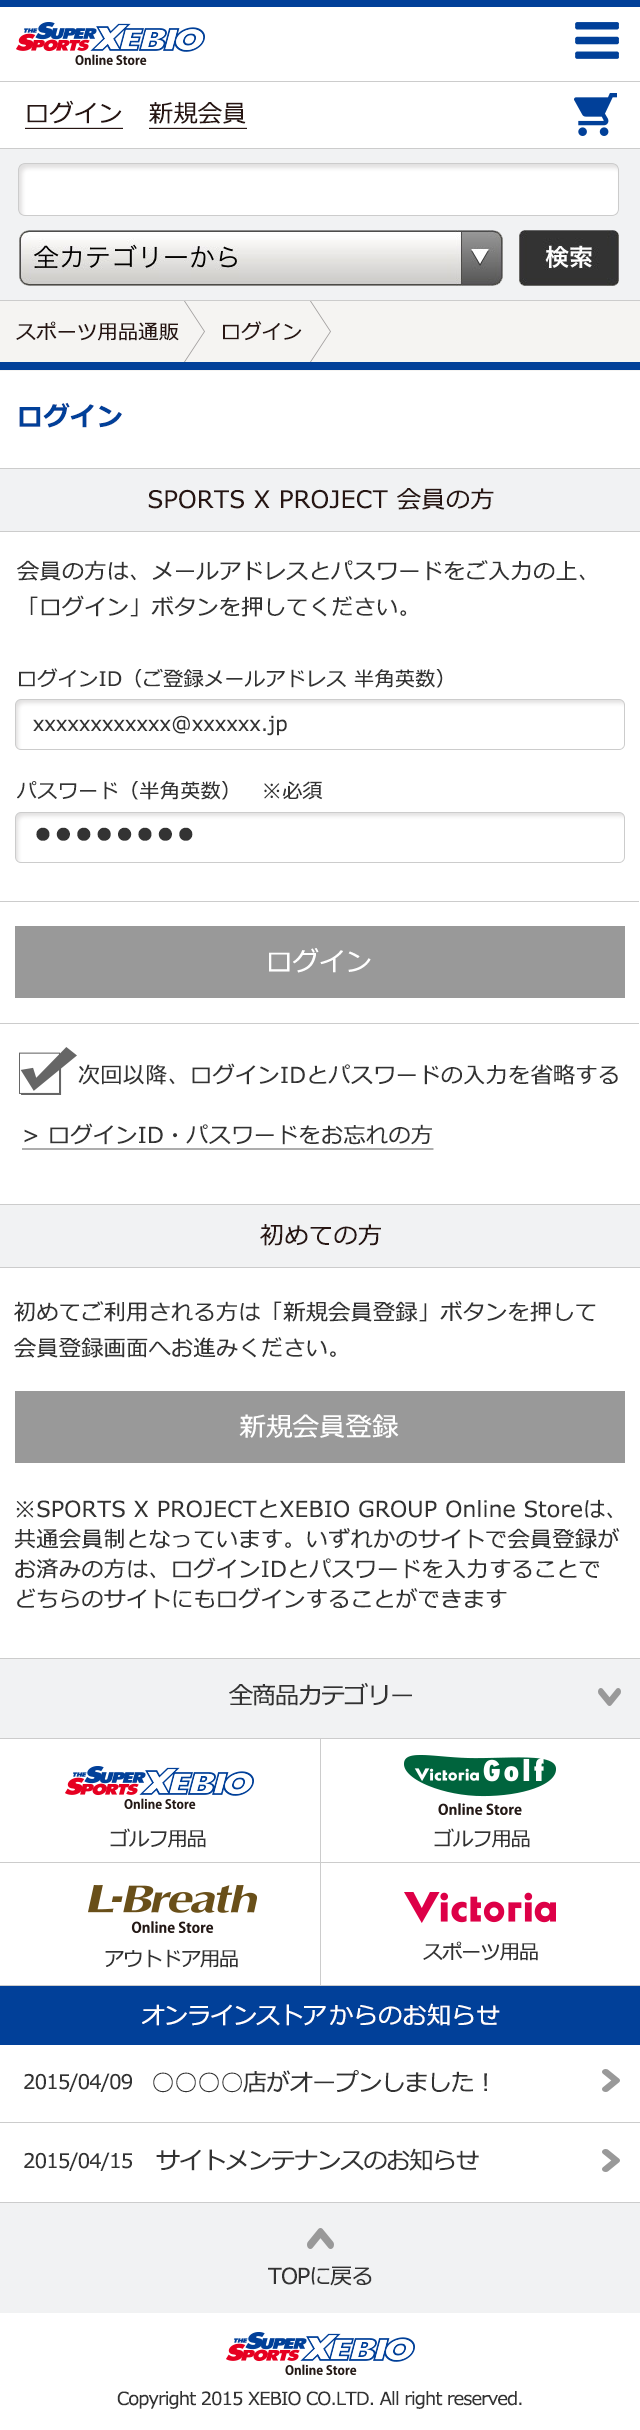 THE SUPER SPORTS XEBIO
Online Store
ログイン 新規会員
全カテゴリーから ▼ 検索
スポーツ用品通販 ログイン
ログイン
SPORTS X PROJECT 会員の方
会員の方は、メールアドレスとパスワードをご入力の上、
「ログイン」ボタンを押してください。
ログインID（ご登録メールアドレス 半角英数）
xxxxxxxxxxxx@xxxxxx.jp
パスワード（半角英数） ※必須
●●●●●●●●
ログイン
次回以降、ログインIDとパスワードの入力を省略する
> ログインID・パスワードをお忘れの方
初めての方
初めてご利用される方は「新規会員登録」ボタンを押して
会員登録画面へお進みください。
新規会員登録
※SPORTS X PROJECTとXEBIO GROUP Online Storeは、
共通会員制となっています。いずれかのサイトで会員登録が
お済みの方は、ログインIDとパスワードを入力することで
どちらのサイトにもログインすることができます
全商品カテゴリー
THE SUPER SPORTS XEBIO
Online Store
ゴルフ用品
Victoria Golf
Online Store
ゴルフ用品
L-Breath
Online Store
アウトドア用品
Victoria
スポーツ用品
オンラインストアからのお知らせ
2015/04/09 〇〇〇〇店がオープンしました！
2015/04/15 サイトメンテナンスのお知らせ
TOPに戻る
THE SUPER SPORTS XEBIO
Online Store
Copyright 2015 XEBIO CO.LTD. All right reserved.